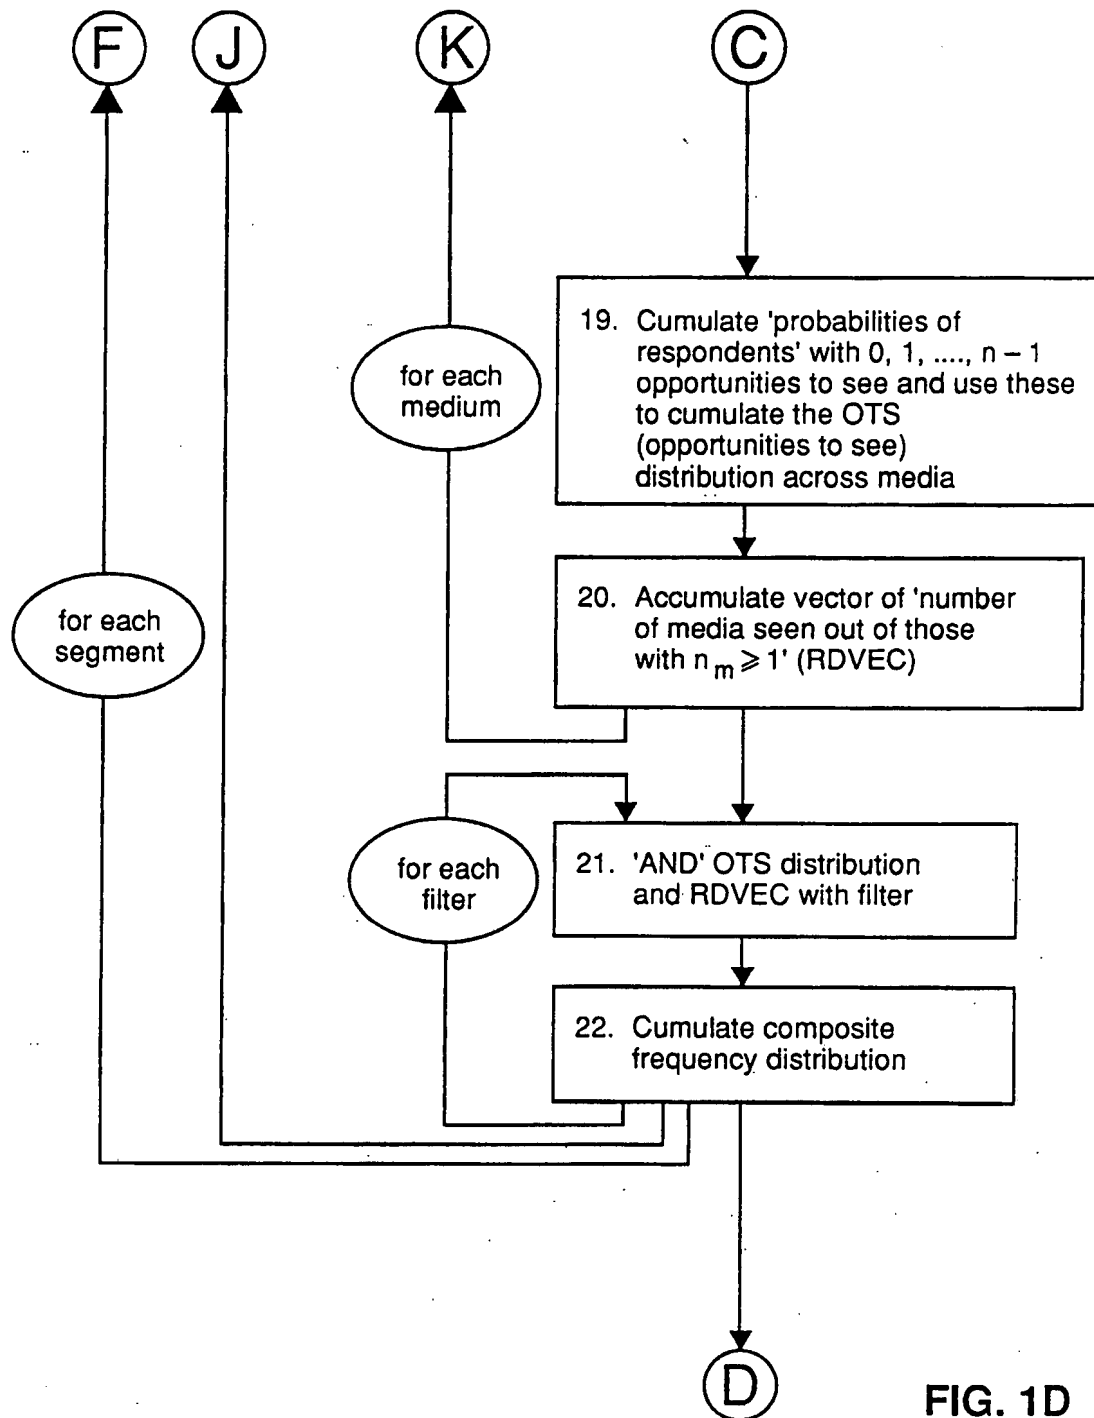 F
J
K
C
19. Cumulate 'probabilities of
respondents' with 0, 1, ...., n – 1
opportunities to see and use these
to cumulate the OTS
(opportunities to see)
distribution across media
for each
medium
for each
segment
20. Accumulate vector of 'number
of media seen out of those
with n m ⩾ 1' (RDVEC)
for each
filter
21. 'AND' OTS distribution
and RDVEC with filter
22. Cumulate composite
frequency distribution
D
FIG. 1D